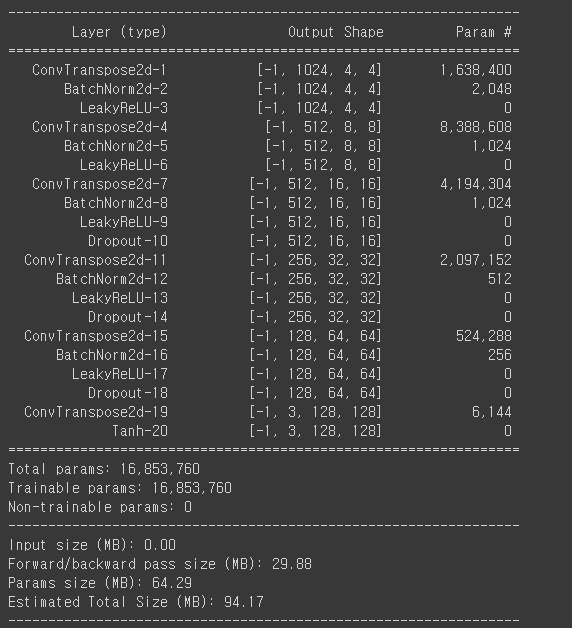 ----------------------------------------------------------------
        Layer (type)               Output Shape         Param #
================================================================
   ConvTranspose2d-1           [-1, 1024, 4, 4]       1,638,400
       BatchNorm2d-2           [-1, 1024, 4, 4]           2,048
         LeakyReLU-3           [-1, 1024, 4, 4]               0
   ConvTranspose2d-4            [-1, 512, 8, 8]       8,388,608
       BatchNorm2d-5            [-1, 512, 8, 8]           1,024
         LeakyReLU-6            [-1, 512, 8, 8]               0
   ConvTranspose2d-7          [-1, 512, 16, 16]       4,194,304
       BatchNorm2d-8          [-1, 512, 16, 16]           1,024
         LeakyReLU-9          [-1, 512, 16, 16]               0
          Dropout-10          [-1, 512, 16, 16]               0
  ConvTranspose2d-11          [-1, 256, 32, 32]       2,097,152
      BatchNorm2d-12          [-1, 256, 32, 32]             512
        LeakyReLU-13          [-1, 256, 32, 32]               0
          Dropout-14          [-1, 256, 32, 32]               0
  ConvTranspose2d-15          [-1, 128, 64, 64]         524,288
      BatchNorm2d-16          [-1, 128, 64, 64]             256
        LeakyReLU-17          [-1, 128, 64, 64]               0
          Dropout-18          [-1, 128, 64, 64]               0
  ConvTranspose2d-19          [-1, 3, 128, 128]           6,144
             Tanh-20          [-1, 3, 128, 128]               0
================================================================
Total params: 16,853,760
Trainable params: 16,853,760
Non-trainable params: 0
----------------------------------------------------------------
Input size (MB): 0.00
Forward/backward pass size (MB): 29.88
Params size (MB): 64.29
Estimated Total Size (MB): 94.17
----------------------------------------------------------------